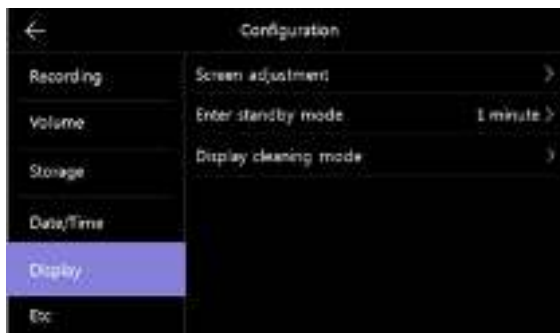 Configuration
Recording
Volume
Storage
Date/Time
Display
Etc
Screen adjustment
Enter standby mode 1 minute
Display cleaning mode